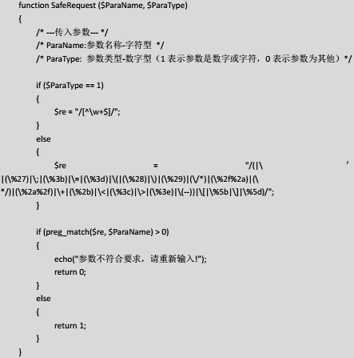 function SafeRequest ($ParaName, $ParaType)
{
/* ---传入参数--- */
/* ParaName:参数名称-字符型 */
/* ParaType: 参数类型-数字型（1 表示参数是数字或字符，0 表示参数为其他）*/
if ($ParaType == 1)
{
$re = "/[^\w+$]/";
}
else
{
$re = "/(|\ '
|(\%27)|\;|(\%3b)|\=|(\%3d)|\(|(\%28)|\)|(\%29)|(\/*)|(\%2f%2a)|(\
*/)|(\%2a%2f)|\+|(\%2b)|\<|(\%3c)|\>|(\%3e)|\(--))|\[|\%5b|\]|\%5d)/";
}
if (preg_match($re, $ParaName) > 0)
{
echo("参数不符合要求，请重新输入!");
return 0;
}
else
{
return 1;
}
}